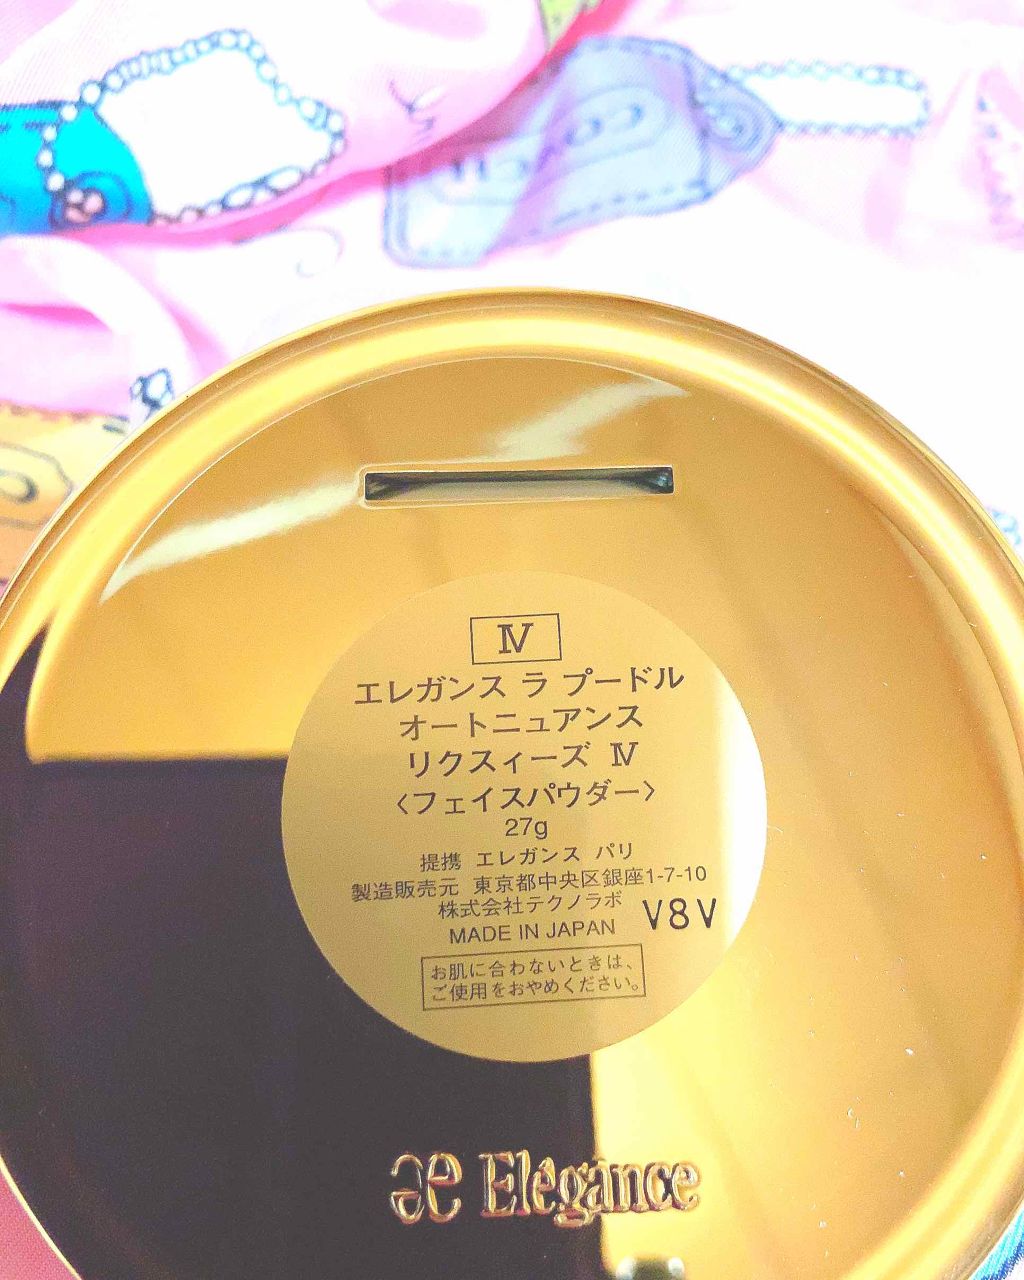 Ⅳ
エレガンス ラ プードル
オートニュアンス
リクスィーズ Ⅳ
〈フェイスパウダー〉
27g
提携 エレガンス パリ
製造販売元 東京都中央区銀座1-7-10
株式会社テクノラボ
MADE IN JAPAN V8V
お肌に合わないときは、
ご使用をおやめください。
Elégance